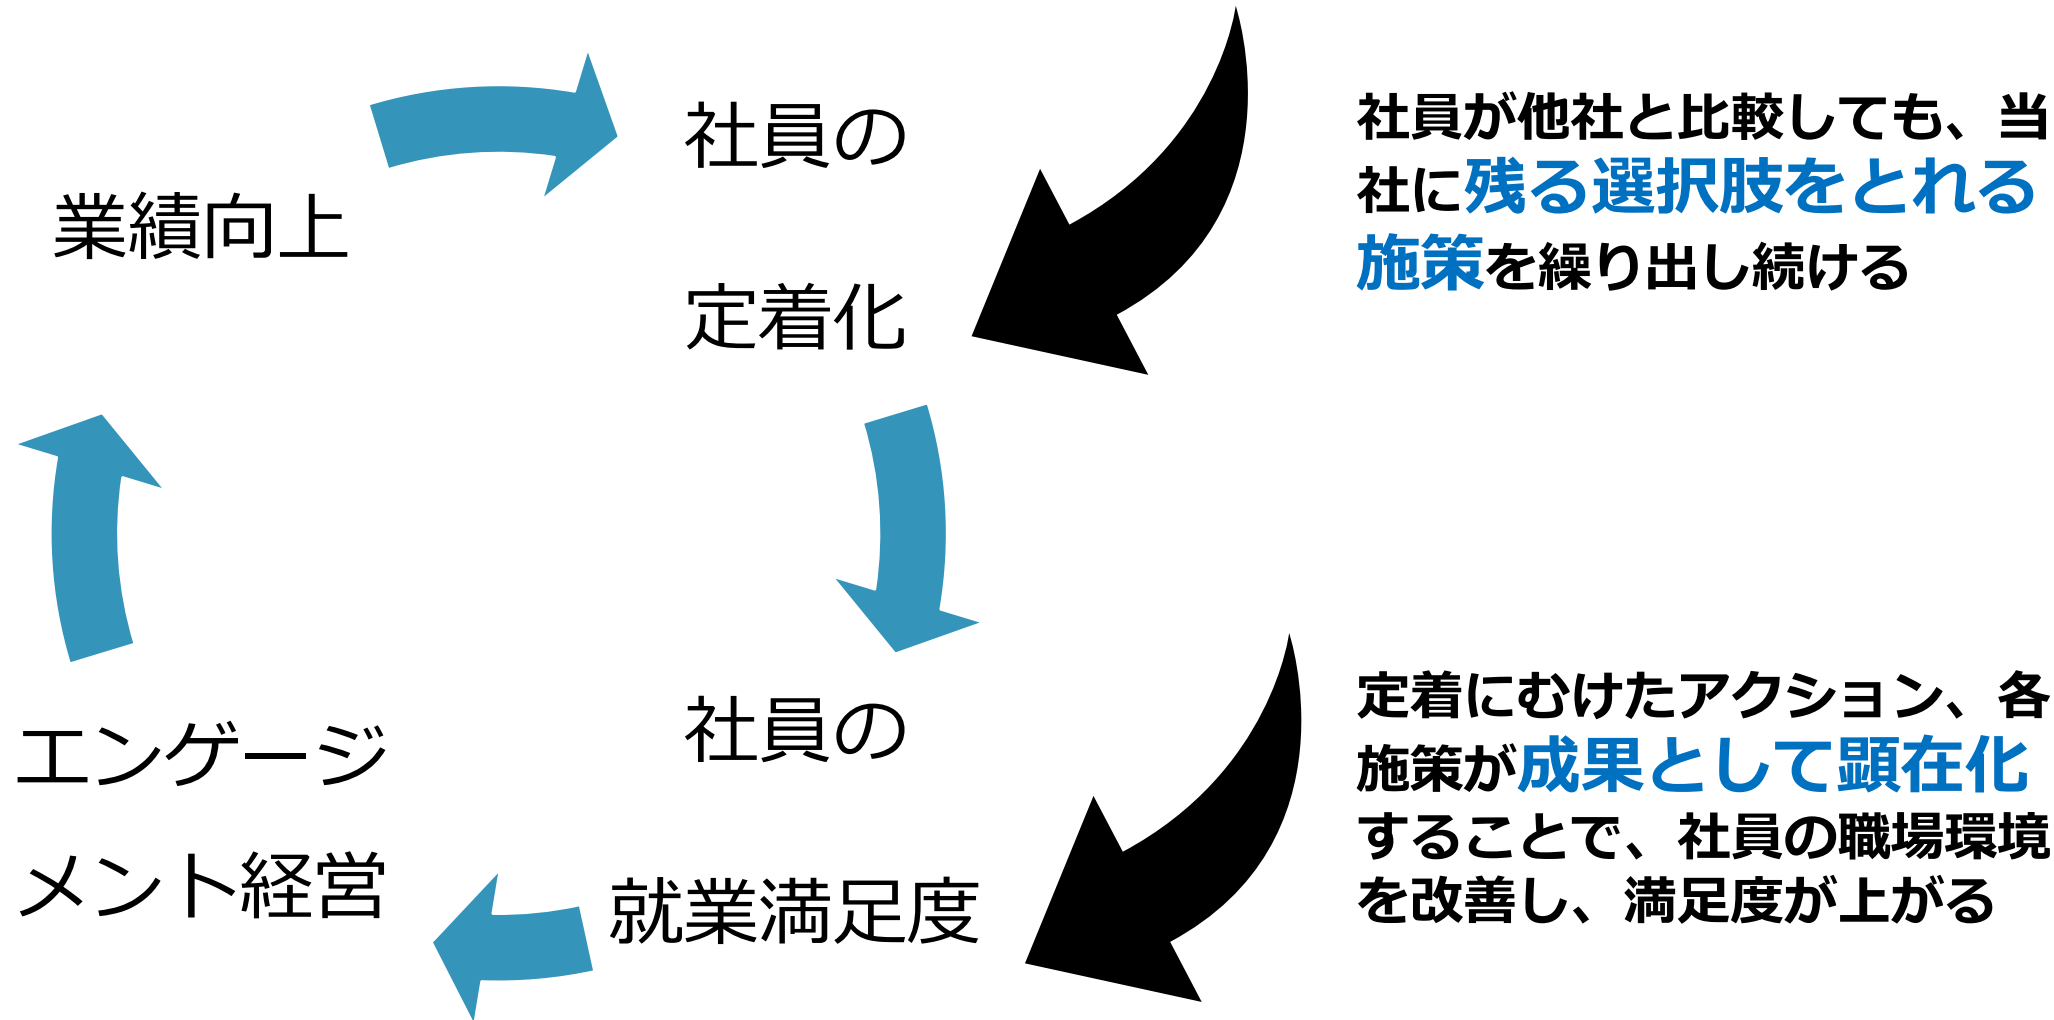 業績向上
社員の
定着化
社員が他社と比較しても、当
社に残る選択肢をとれる
施策を繰り出し続ける
エンゲージ
メント経営
社員の
就業満足度
定着にむけたアクション、各
施策が成果として顕在化
することで、社員の職場環境
を改善し、満足度が上がる